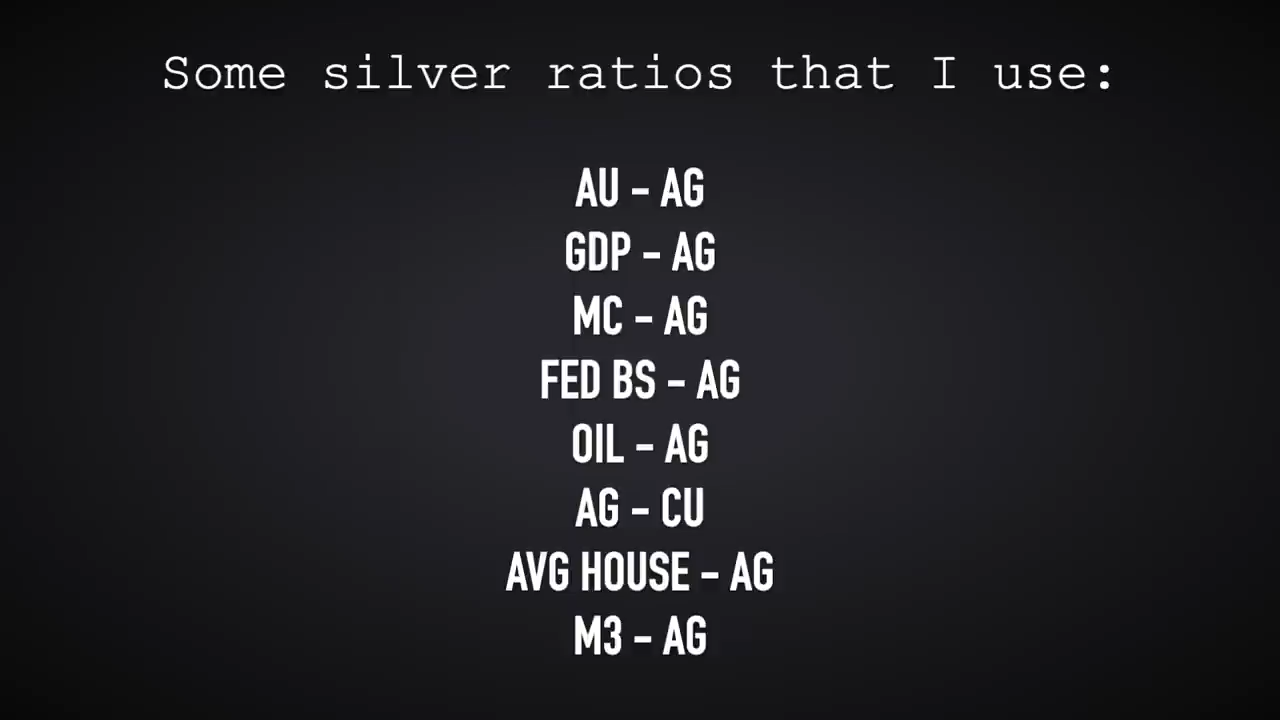 Some silver ratios that I use:
AU – AG
GDP – AG
MC – AG
FED BS – AG
OIL – AG
AG – CU
AVG HOUSE – AG
M3 – AG